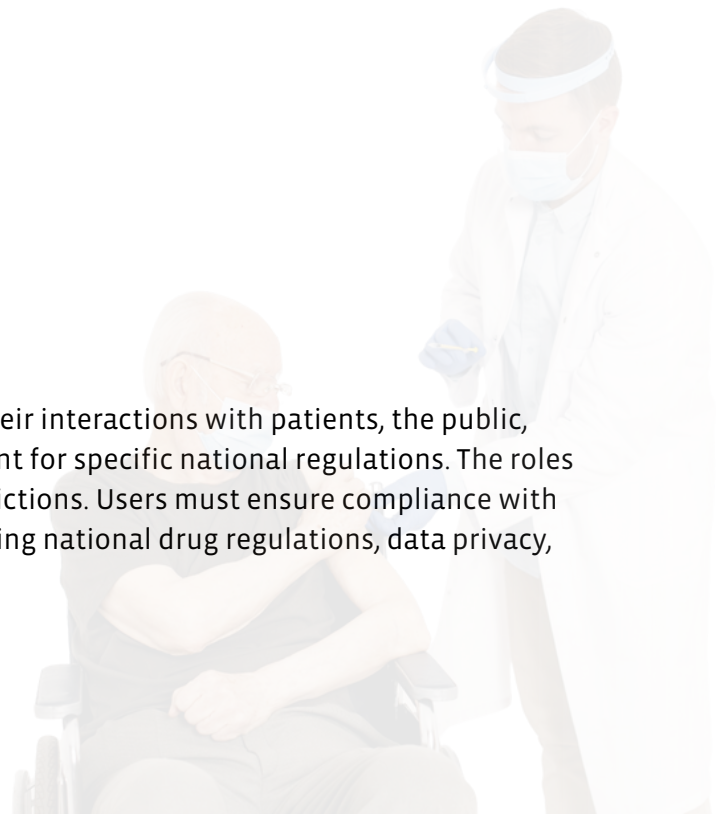 eir interactions with patients, the public,
nt for specific national regulations. The roles
ictions. Users must ensure compliance with
ing national drug regulations, data privacy,